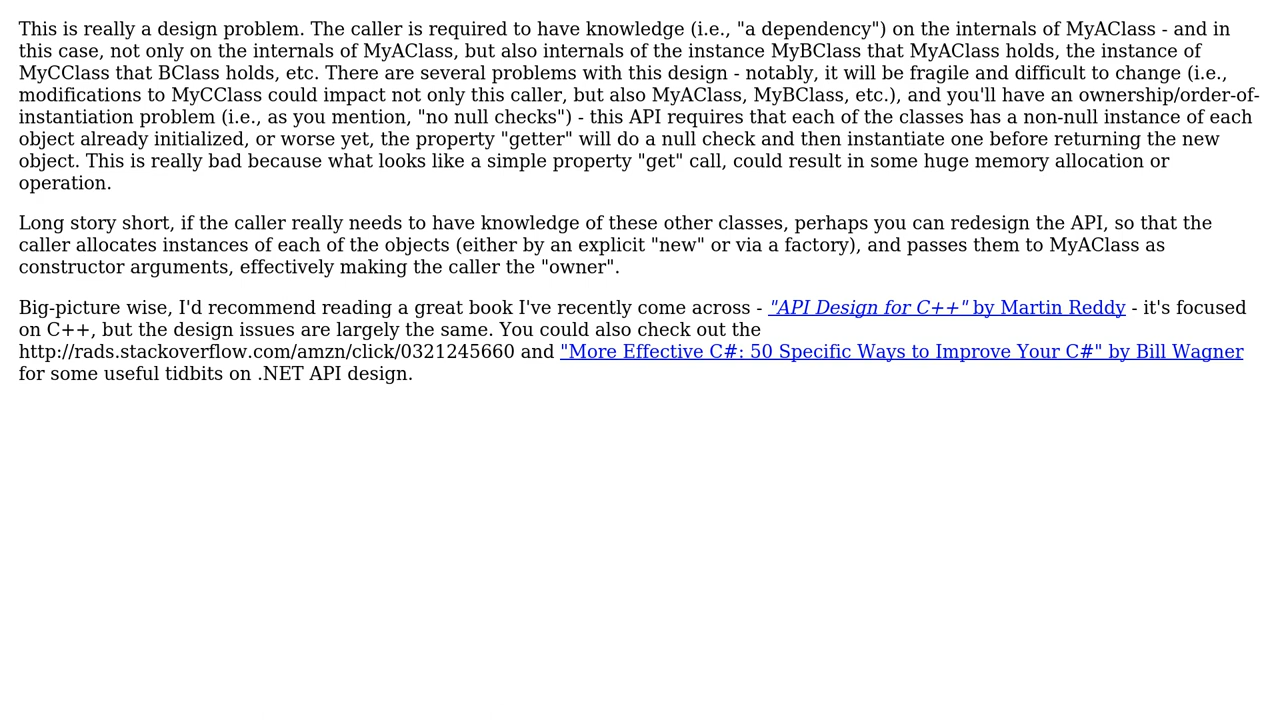 This is really a design problem. The caller is required to have knowledge (i.e., "a dependency") on the internals of MyAClass - and in
this case, not only on the internals of MyAClass, but also internals of the instance MyBClass that MyAClass holds, the instance of
MyCClass that BClass holds, etc. There are several problems with this design - notably, it will be fragile and difficult to change (i.e.,
modifications to MyCClass could impact not only this caller, but also MyAClass, MyBClass, etc.), and you'll have an ownership/order-of-
instantiation problem (i.e., as you mention, "no null checks") - this API requires that each of the classes has a non-null instance of each
object already initialized, or worse yet, the property "getter" will do a null check and then instantiate one before returning the new
object. This is really bad because what looks like a simple property "get" call, could result in some huge memory allocation or
operation.
Long story short, if the caller really needs to have knowledge of these other classes, perhaps you can redesign the API, so that the
caller allocates instances of each of the objects (either by an explicit "new" or via a factory), and passes them to MyAClass as
constructor arguments, effectively making the caller the "owner".
Big-picture wise, I'd recommend reading a great book I've recently come across - "API Design for C++" by Martin Reddy - it's focused
on C++, but the design issues are largely the same. You could also check out the
http://rads.stackoverflow.com/amzn/click/0321245660 and "More Effective C#: 50 Specific Ways to Improve Your C#" by Bill Wagner
for some useful tidbits on .NET API design.